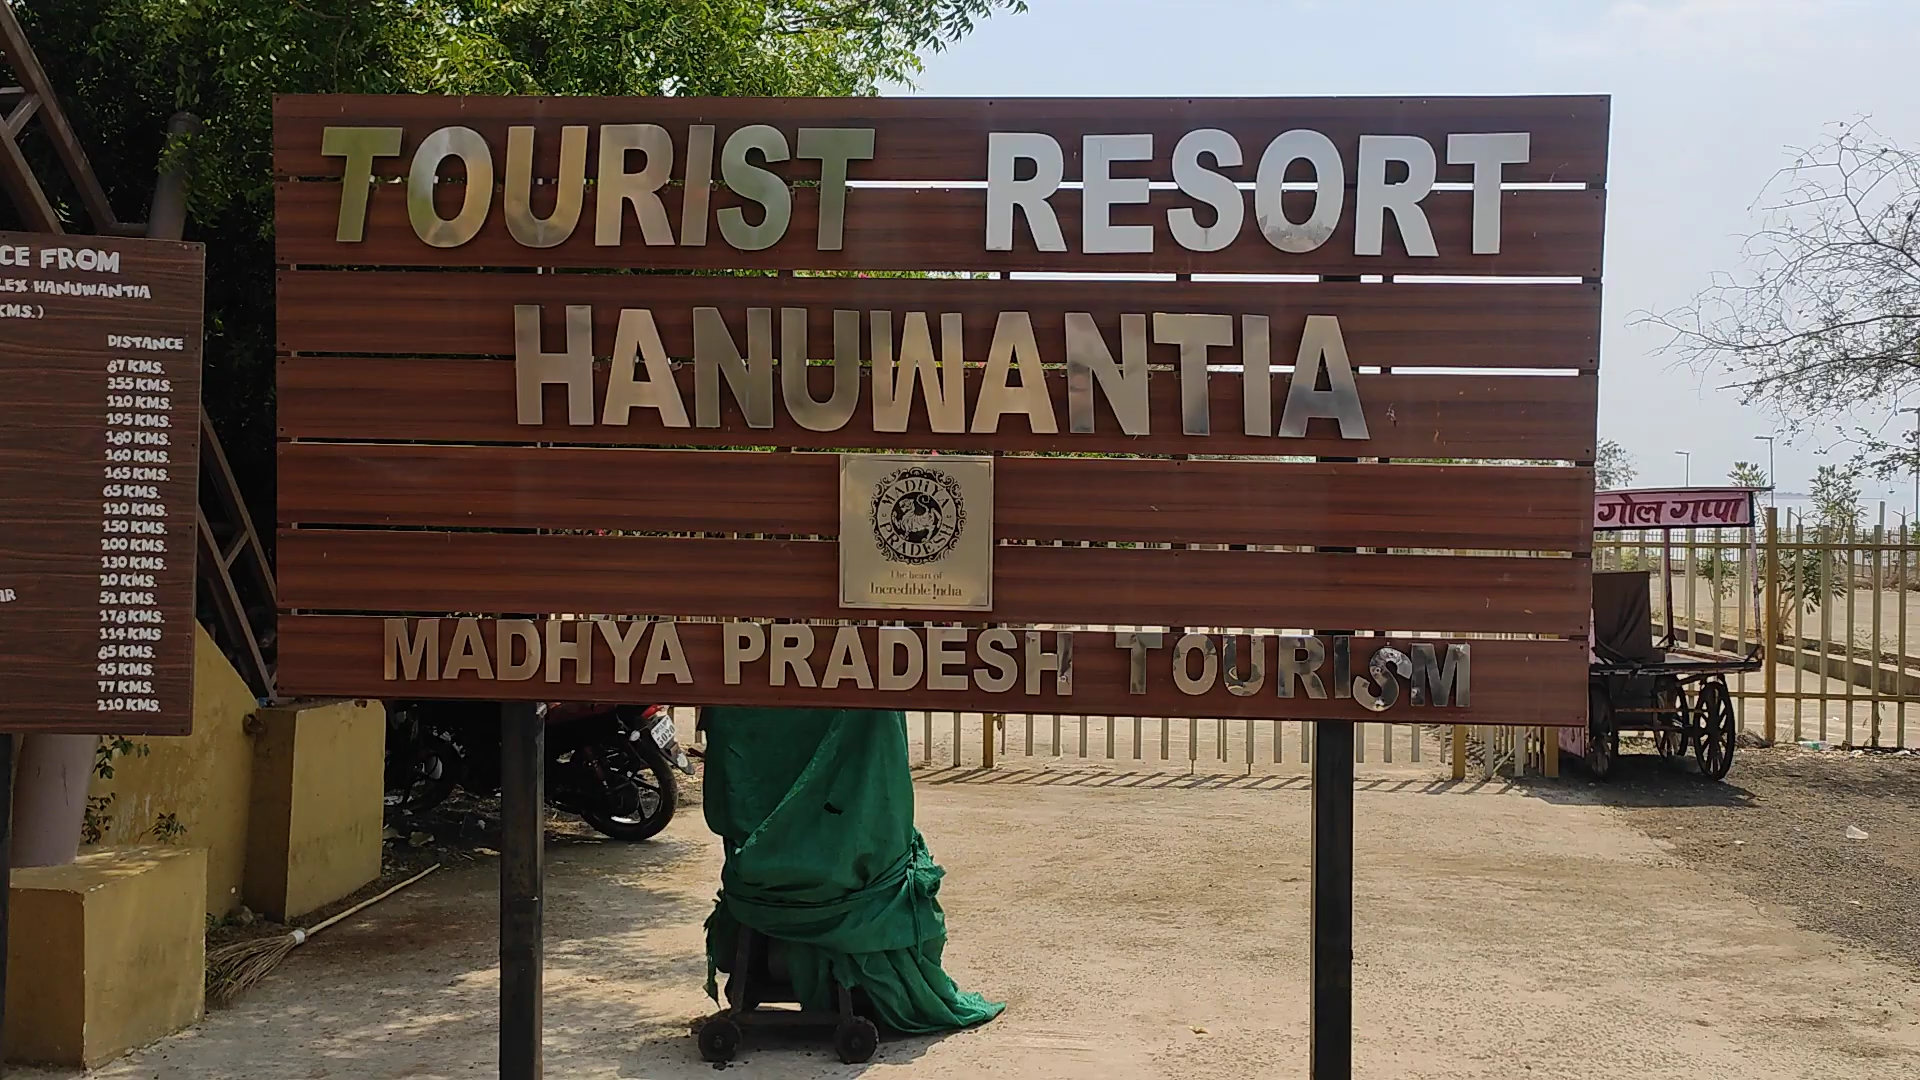 CE FROM
LEX HANUWANTIA
KMS.)
DISTANCE
87 KMS.
355 KMS.
120 KMS.
195 KMS.
180 KMS.
160 KMS.
165 KMS.
65 KMS.
120 KMS.
150 KMS.
200 KMS.
130 KMS.
20 KMS.
52 KMS.
178 KMS.
114 KMS
65 KMS.
45 KMS.
77 KMS.
210 KMS.
TOURIST RESORT
HANUWANTIA
MADHYA
PRADESH
The heart of
Incredible !ndia
MADHYA PRADESH TOURISM
गोल गप्पा